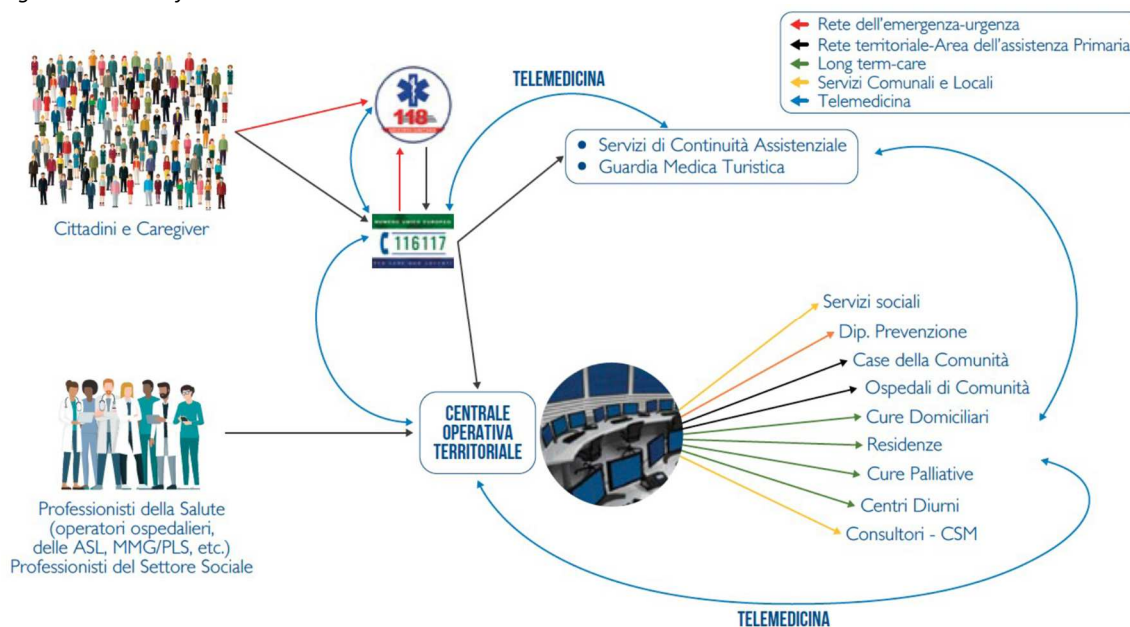 Rete dell'emergenza-urgenza
Rete territoriale-Area dell'assistenza Primaria
Long term-care
Servizi Comunali e Locali
Telemedicina
TELEMEDICINA
118
Servizi di Continuità Assistenziale
Guardia Medica Turistica
Cittadini e Caregiver
NUMERO UNICO EUROPEO
116117
Servizi sociali
Dip. Prevenzione
Case della Comunità
Ospedali di Comunità
Cure Domiciliari
Residenze
Cure Palliative
Centri Diurni
Consultori - CSM
CENTRALE
OPERATIVA
TERRITORIALE
Professionisti della Salute
(operatori ospedalieri,
delle ASL, MMG/PLS, etc.)
Professionisti del Settore Sociale
TELEMEDICINA